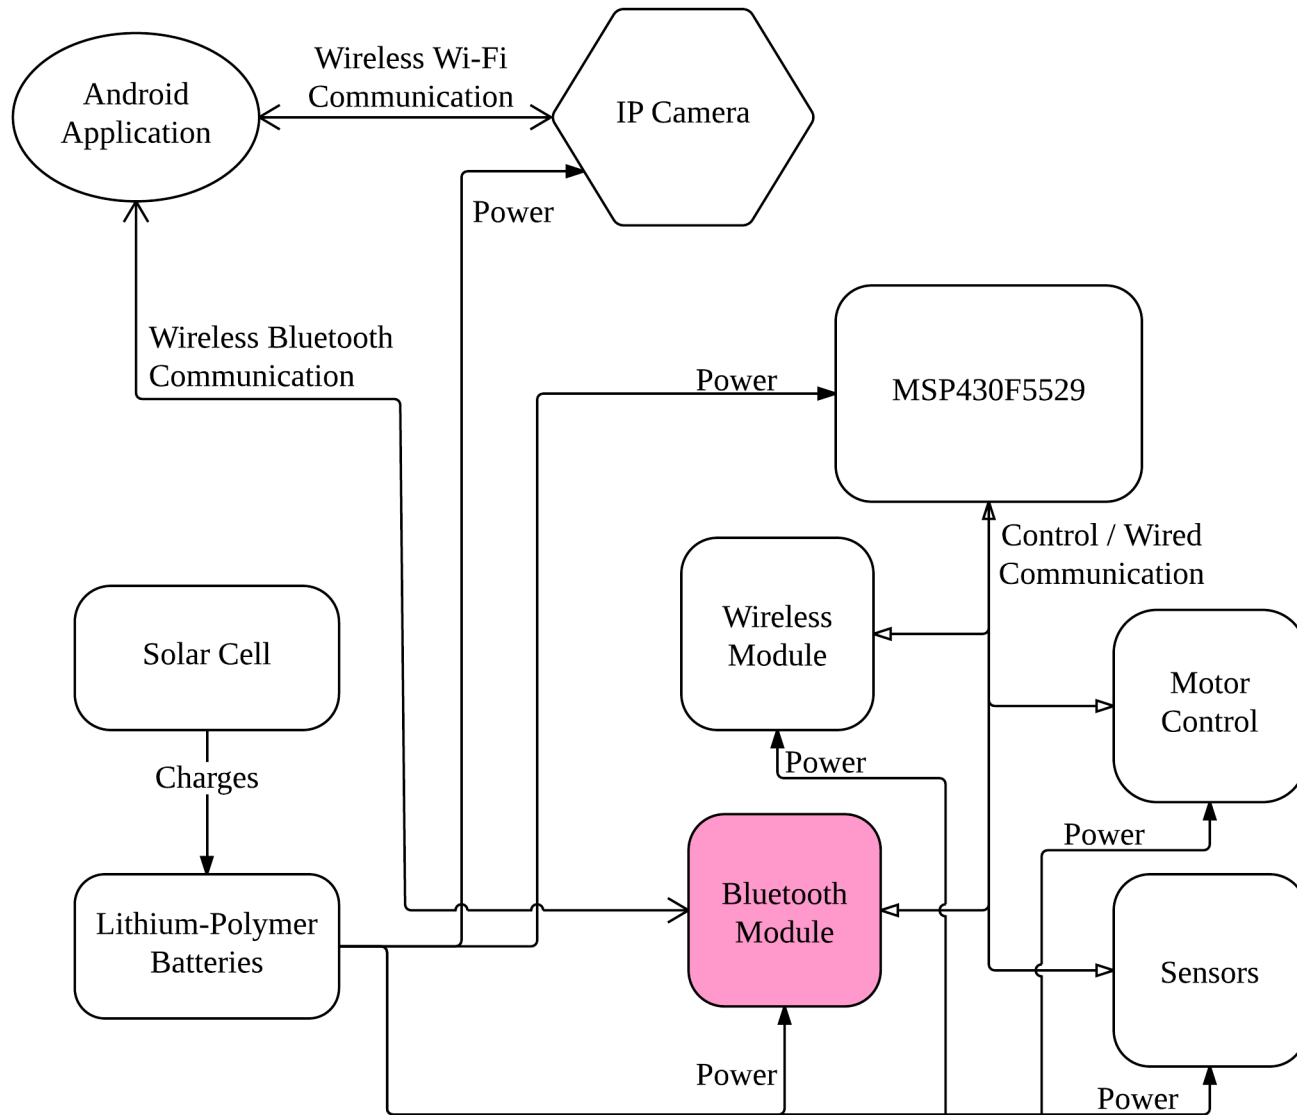 Android
Application
Wireless Wi-Fi
Communication
IP Camera
Power
Wireless Bluetooth
Communication
Power
MSP430F5529
Control / Wired
Communication
Wireless
Module
Solar Cell
Motor
Control
Charges
Power
Power
Bluetooth
Module
Lithium-Polymer
Batteries
Sensors
Power
Power